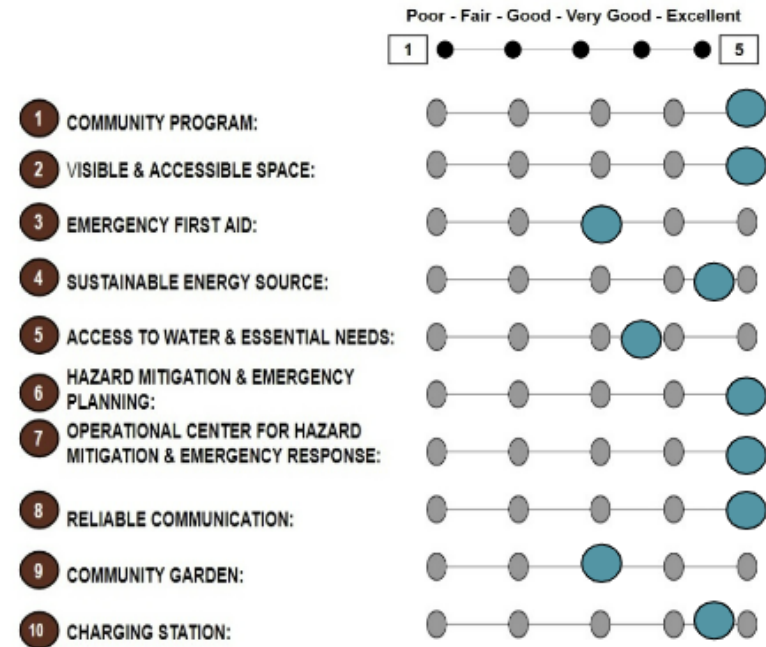 Poor - Fair - Good - Very Good - Excellent
1 5
1 COMMUNITY PROGRAM:
2 VISIBLE & ACCESSIBLE SPACE:
3 EMERGENCY FIRST AID:
4 SUSTAINABLE ENERGY SOURCE:
5 ACCESS TO WATER & ESSENTIAL NEEDS:
6 HAZARD MITIGATION & EMERGENCY
PLANNING:
7 OPERATIONAL CENTER FOR HAZARD
MITIGATION & EMERGENCY RESPONSE:
8 RELIABLE COMMUNICATION:
9 COMMUNITY GARDEN:
10 CHARGING STATION: